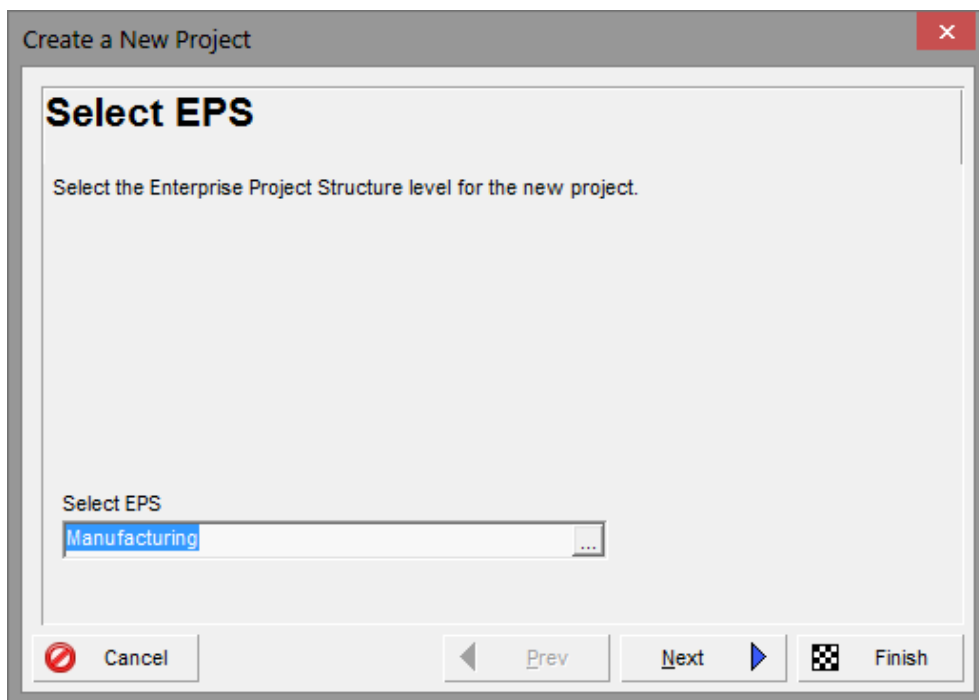 Create a New Project
Select EPS
Select the Enterprise Project Structure level for the new project.
Select EPS
Manufacturing
...
Cancel
Prev
Next
Finish